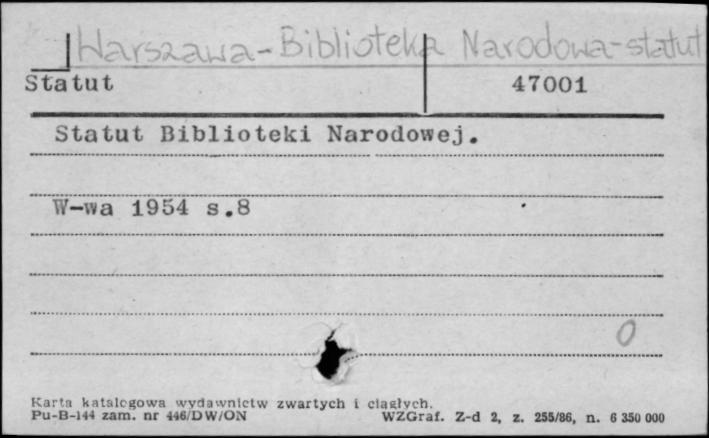 Warszawa-Biblioteka Narodowa-statut
Statut 47001
Statut Biblioteki Narodowej.
W-wa 1954 s.8
0
Karta katalogowa wydawnictw zwartych i ciągłych.
Pu-B-144 zam. nr 446/DW/ON WZGraf. Z-d 2, z. 255/86, n. 6 350 000